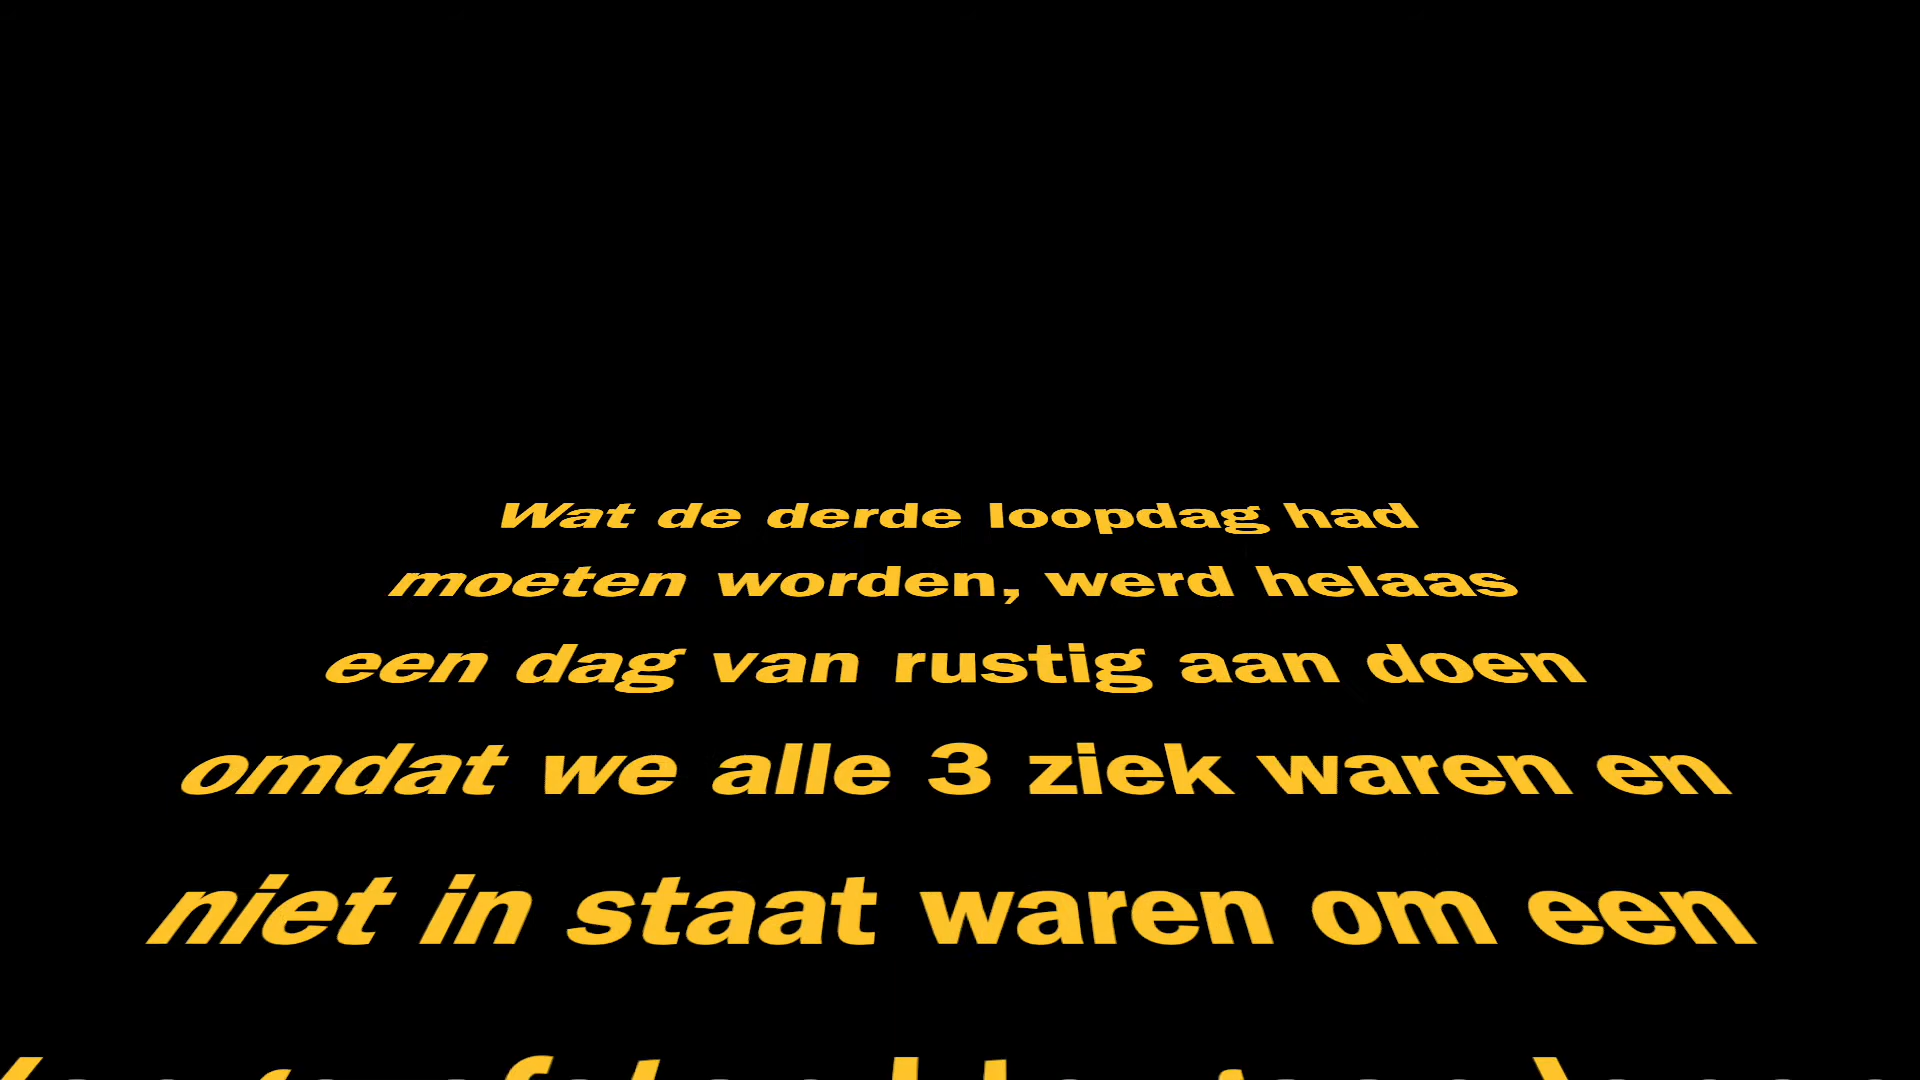 Wat de derde loopdag had
moeten worden, werd helaas
een dag van rustig aan doen
omdat we alle 3 ziek waren en
niet in staat waren om een